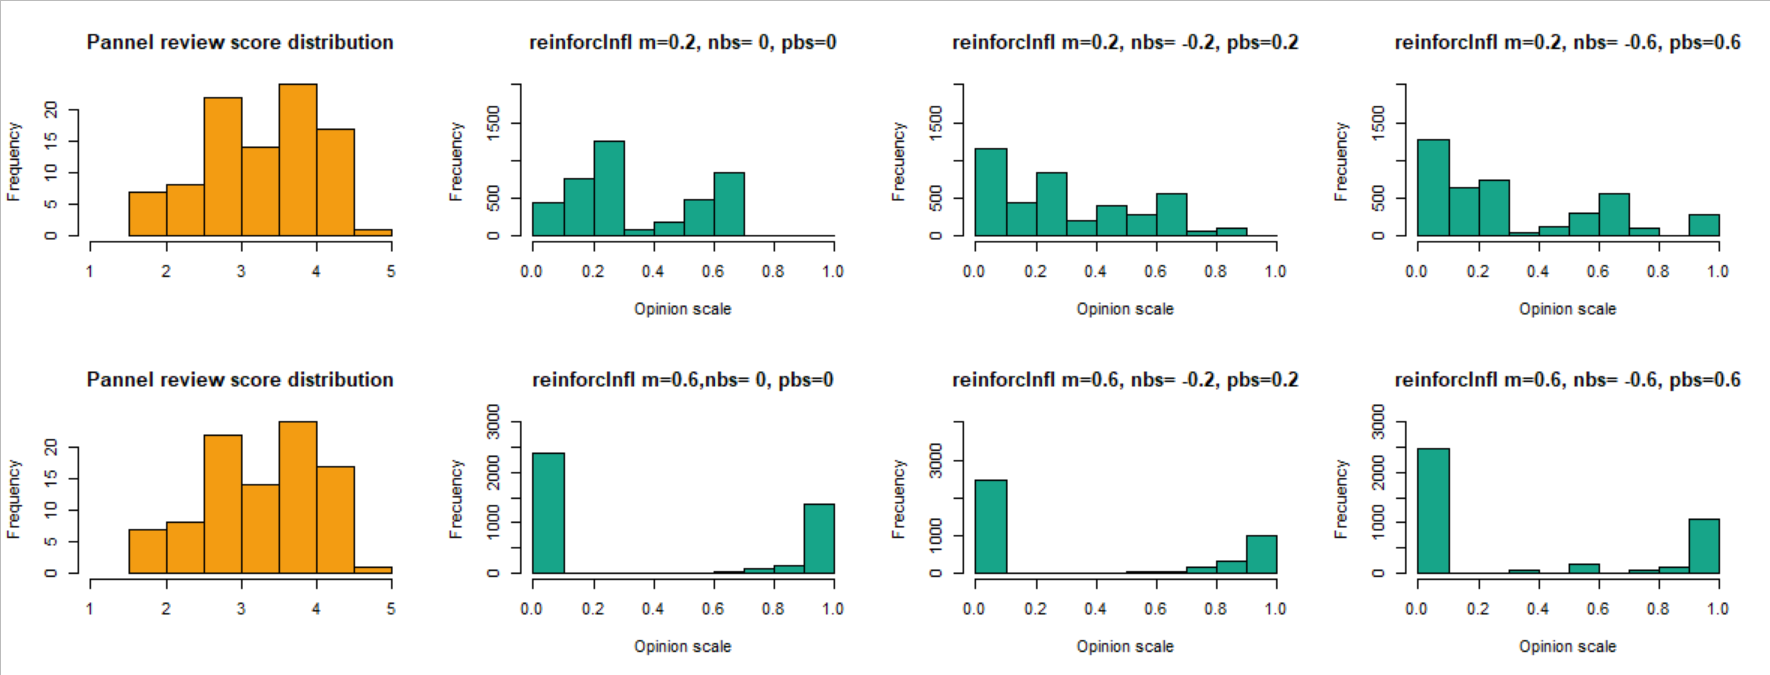 Pannel review score distribution
Frequency
0 5 10 15 20
1 2 3 4 5
reinforcInfl m=0.2, nbs= 0, pbs=0
Frecuency
0 500 1500
0.0 0.2 0.4 0.6 0.8 1.0
Opinion scale
reinforcInfl m=0.2, nbs= -0.2, pbs=0.2
Frecuency
0 500 1500
0.0 0.2 0.4 0.6 0.8 1.0
Opinion scale
reinforcInfl m=0.2, nbs= -0.6, pbs=0.6
Frecuency
0 500 1500
0.0 0.2 0.4 0.6 0.8 1.0
Opinion scale
Pannel review score distribution
Frequency
0 5 10 15 20
1 2 3 4 5
reinforcInfl m=0.6,nbs= 0, pbs=0
Frecuency
0 1000 2000 3000
0.0 0.2 0.4 0.6 0.8 1.0
Opinion scale
reinforcInfl m=0.6, nbs= -0.2, pbs=0.2
Frecuency
0 1000 3000
0.0 0.2 0.4 0.6 0.8 1.0
Opinion scale
reinforcInfl m=0.6, nbs= -0.6, pbs=0.6
Frecuency
0 1000 2000 3000
0.0 0.2 0.4 0.6 0.8 1.0
Opinion scale